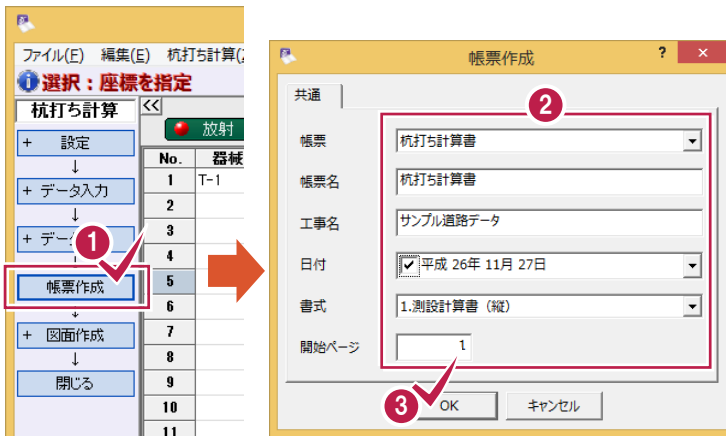 ファイル(F) 編集(E) 杭打ち計算(
選択：座標を指定
杭打ち計算
<<
放射
+ 設定
↓
+ データ入力
↓
+ デー
1
帳票作成
↓
+ 図面作成
↓
閉じる
No. 器械
1 T-1
2
3
4
5
6
7
8
9
10
11
帳票作成
? ×
共通
2
帳票 杭打ち計算書
帳票名 杭打ち計算書
工事名 サンプル道路データ
日付 平成 26年 11月 27日
書式 1.測設計算書（縦）
開始ページ 1
3
OK キャンセル